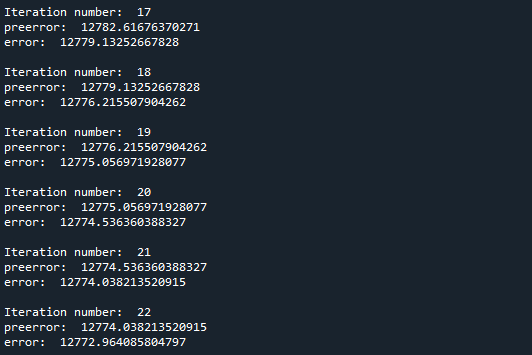 Iteration number:  17
preerror:  12782.61676370271
error:  12779.13252667828
Iteration number:  18
preerror:  12779.13252667828
error:  12776.215507904262
Iteration number:  19
preerror:  12776.215507904262
error:  12775.056971928077
Iteration number:  20
preerror:  12775.056971928077
error:  12774.536360388327
Iteration number:  21
preerror:  12774.536360388327
error:  12774.038213520915
Iteration number:  22
preerror:  12774.038213520915
error:  12772.964085804797